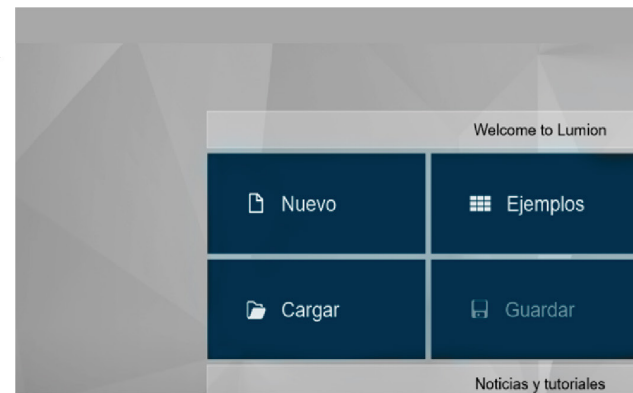 Welcome to Lumion
Nuevo
Ejemplos
Cargar
Guardar
Noticias y tutoriales